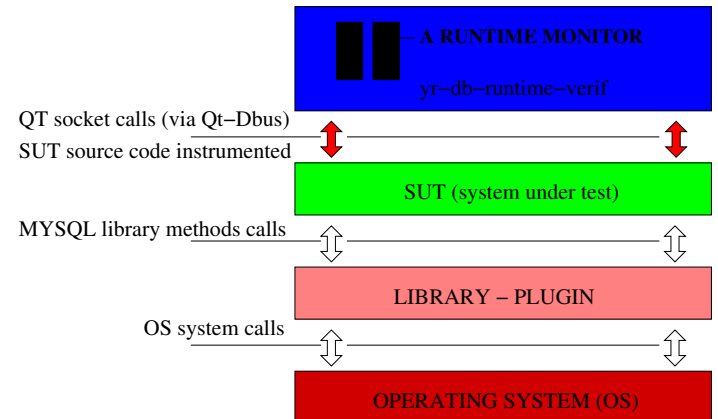 A RUNTIME MONITOR
yr−db−runtime−verif
QT socket calls (via Qt−Dbus)
SUT source code instrumented
SUT (system under test)
MYSQL library methods calls
LIBRARY − PLUGIN
OS system calls
OPERATING SYSTEM (OS)